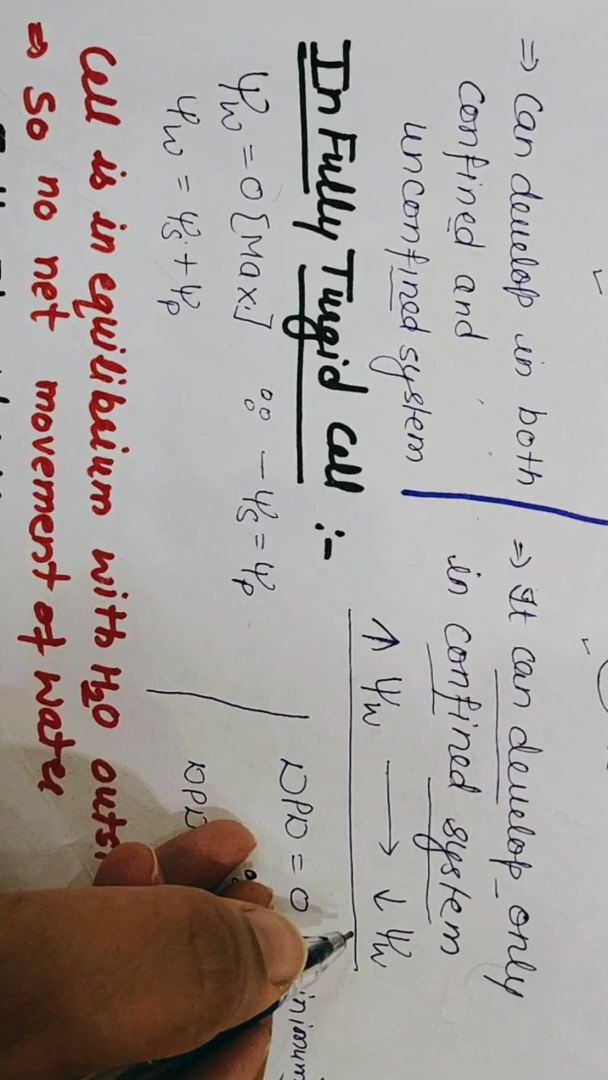 ⇒ Can develop in both
confined and
unconfined system
⇒ It can develop only
in confined system
↑ Ψw ⟶ ↓ Ψw
In Fully Turgid Cell :-
Ψw = 0 [Max.] ∴ -Ψs = Ψp
Ψw = Ψs + Ψp
DPD = 0
DPD
Cell is in equilibrium with H2O
⇒ So no net movement of Water